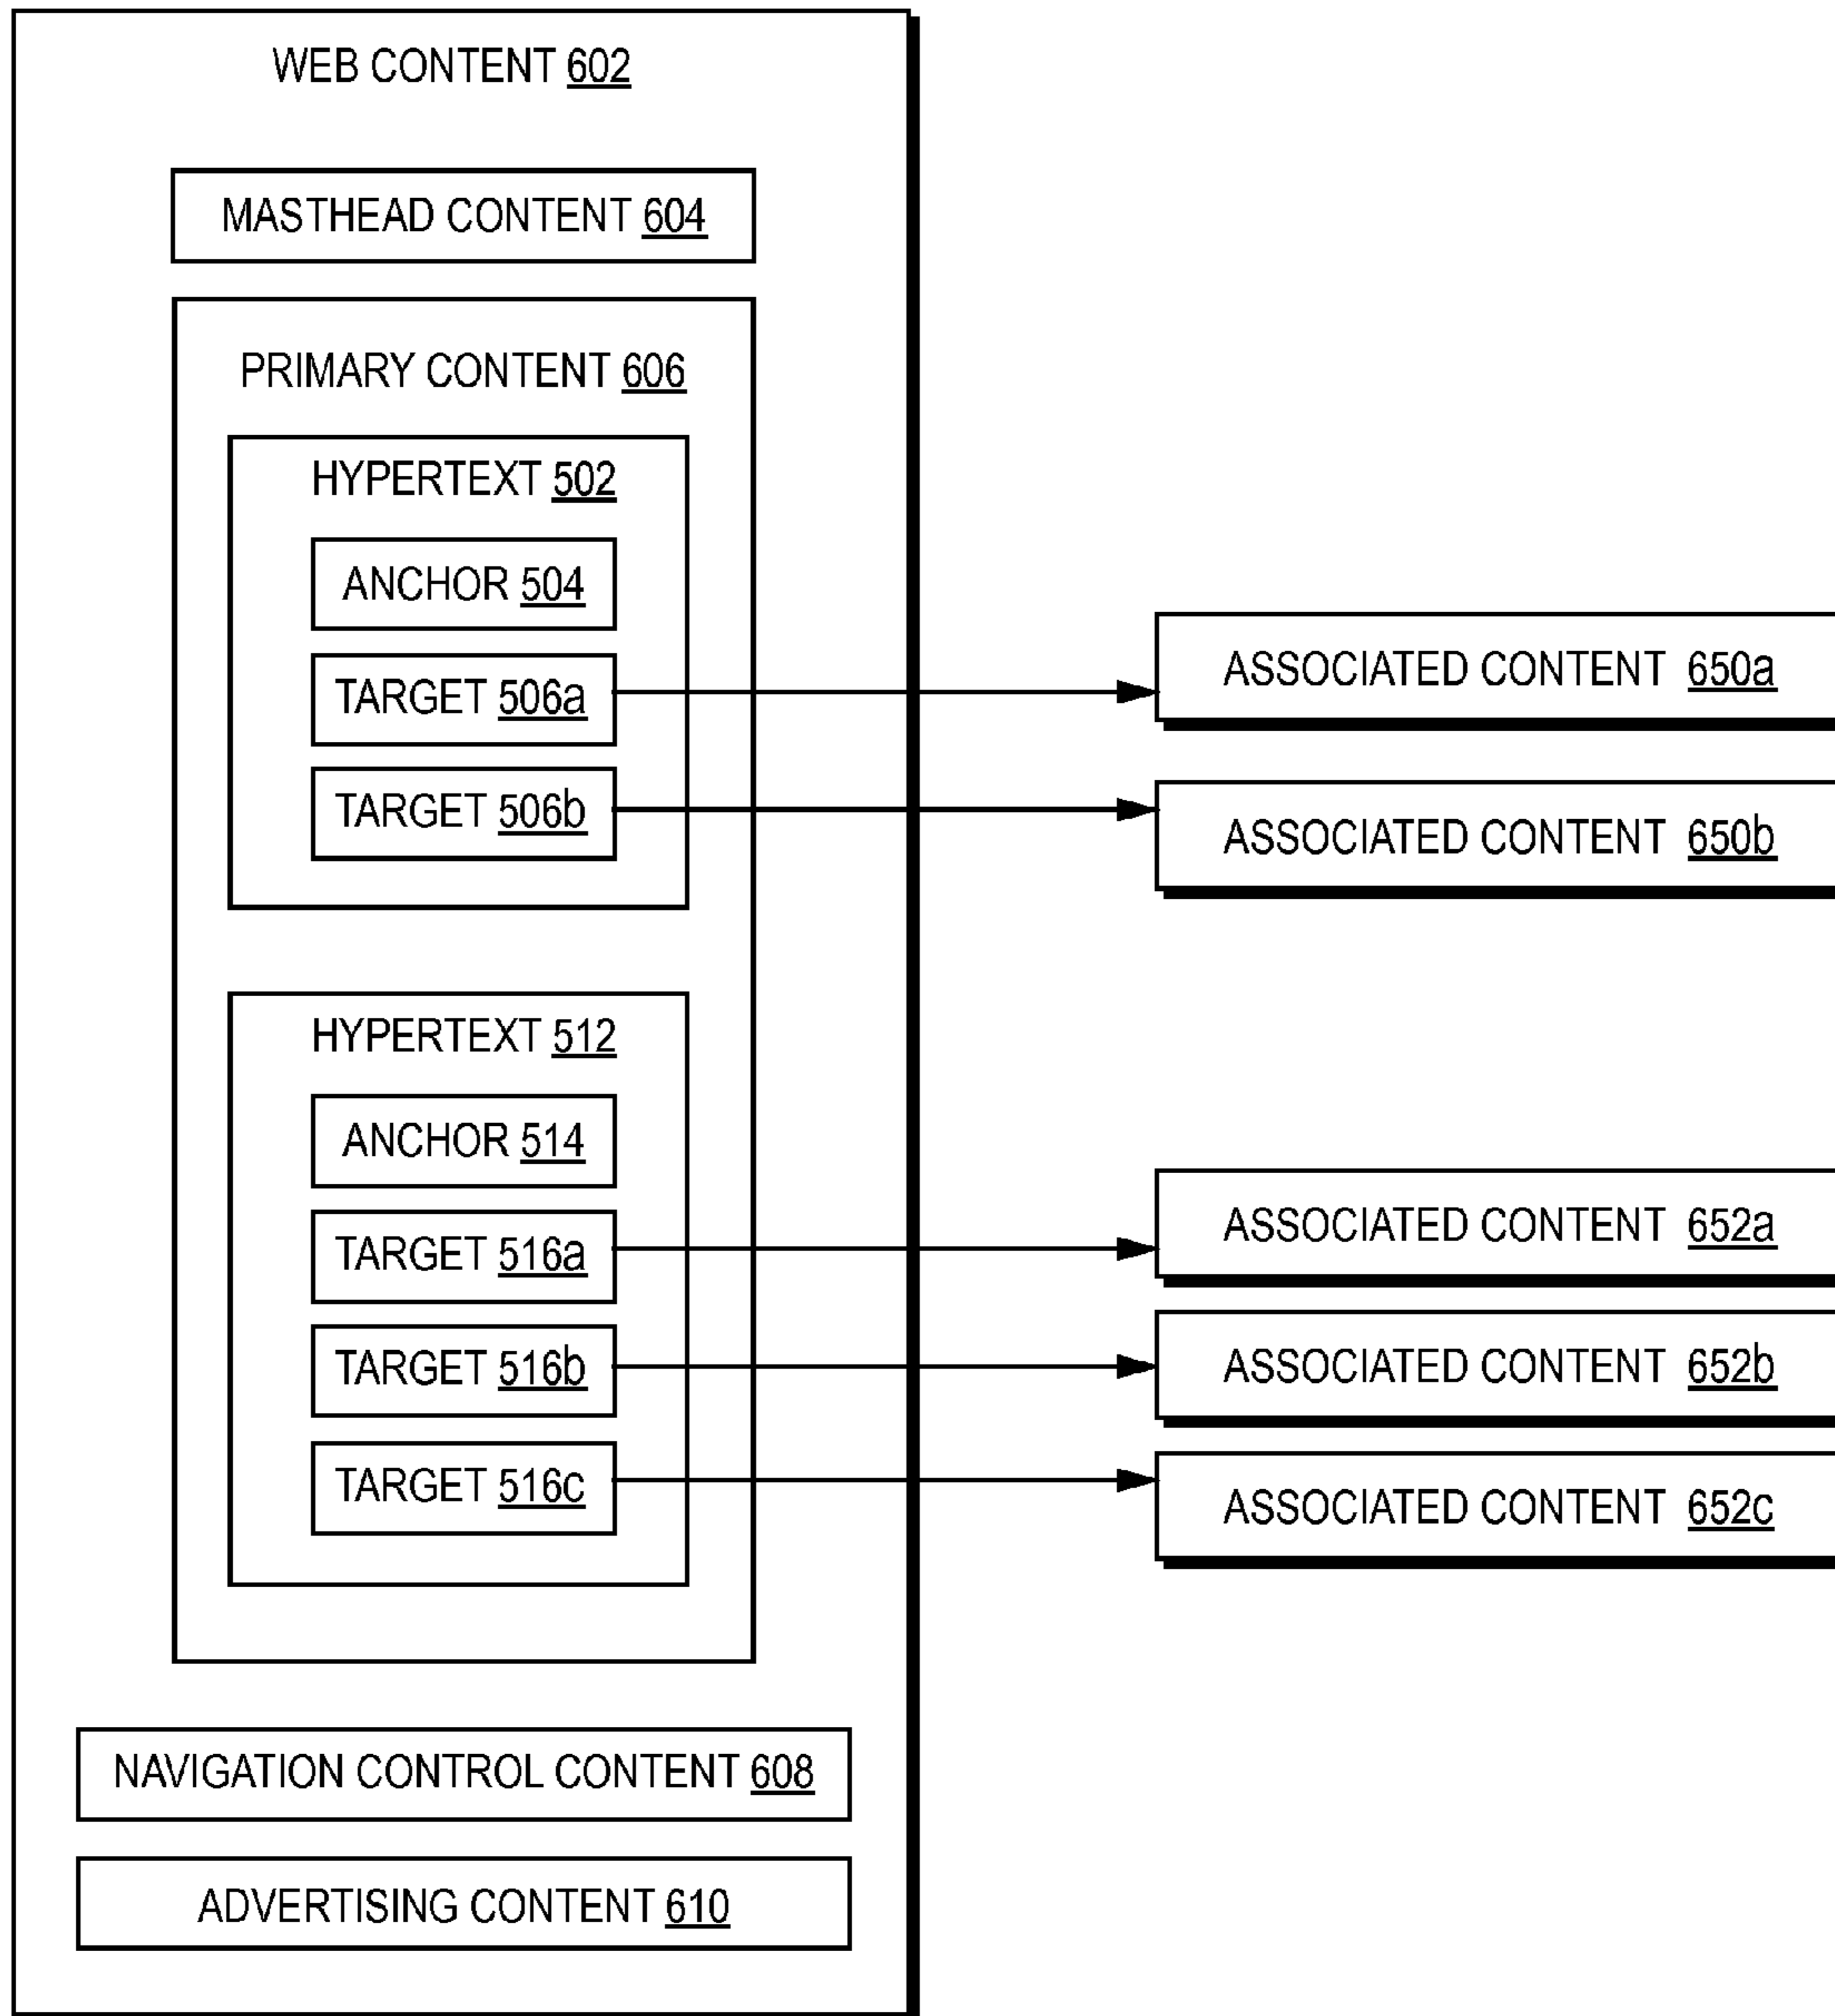 WEB CONTENT 602
MASTHEAD CONTENT 604
PRIMARY CONTENT 606
HYPERTEXT 502
ANCHOR 504
TARGET 506a
TARGET 506b
HYPERTEXT 512
ANCHOR 514
TARGET 516a
TARGET 516b
TARGET 516c
NAVIGATION CONTROL CONTENT 608
ADVERTISING CONTENT 610
ASSOCIATED CONTENT 650a
ASSOCIATED CONTENT 650b
ASSOCIATED CONTENT 652a
ASSOCIATED CONTENT 652b
ASSOCIATED CONTENT 652c